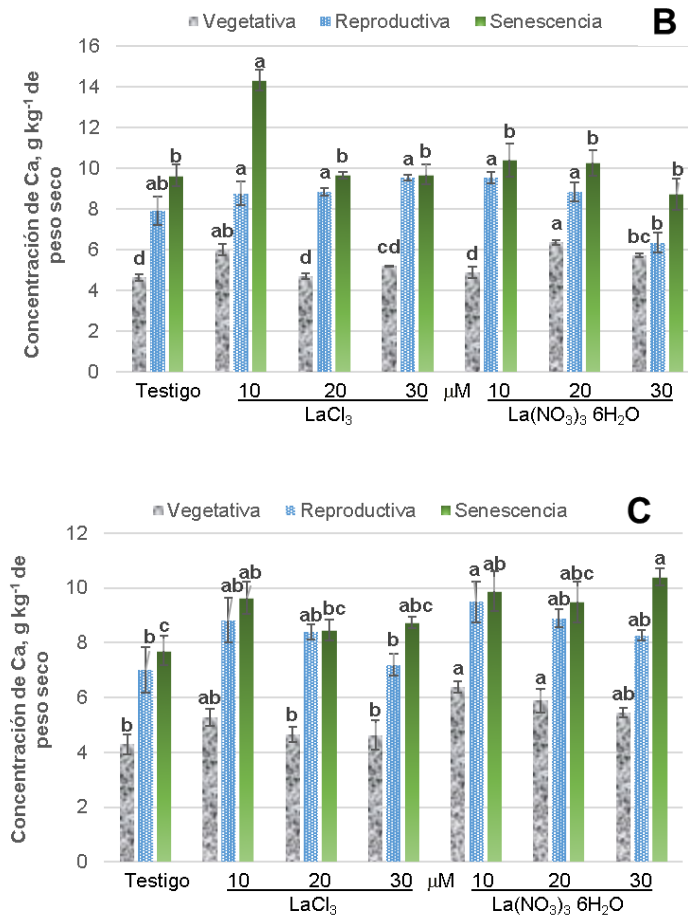 Vegetativa Reproductiva Senescencia B
Concentración de Ca, g kg⁻¹ de
peso seco
16
14
12
10
8
6
4
2
0
d ab b
ab a a
d a b
cd a b
d a b
a a b
bc b b
Testigo 10 20 30 μM 10 20 30
LaCl₃ La(NO₃)₃ 6H₂O
Vegetativa Reproductiva Senescencia C
Concentración de Ca, g kg⁻¹ de
peso seco
12
10
8
6
4
2
0
b b c
ab ab ab
b ab bc
b b abc
a a ab
a ab abc
ab ab a
Testigo 10 20 30 μM 10 20 30
LaCl₃ La(NO₃)₃ 6H₂O